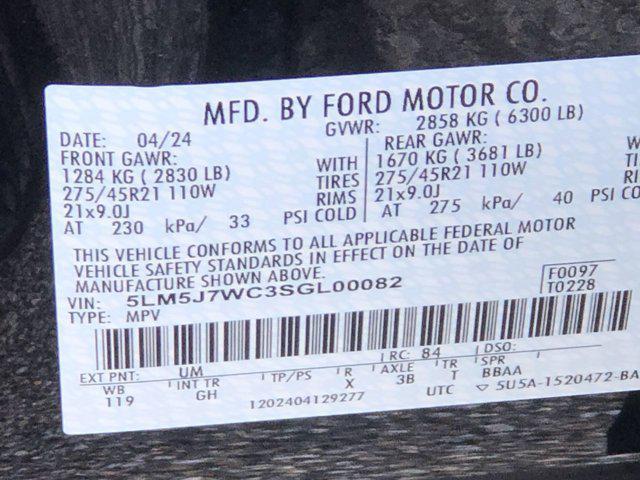 MFD. BY FORD MOTOR CO.
DATE: 04/24 GVWR: 2858 KG ( 6300 LB)
FRONT GAWR: REAR GAWR:
1284 KG ( 2830 LB) WITH 1670 KG ( 3681 LB)
275/45R21 110W TIRES 275/45R21 110W
21x9.0J RIMS 21x9.0J
AT 230 kPa/ 33 PSI COLD AT 275 kPa/ 40 PSI
THIS VEHICLE CONFORMS TO ALL APPLICABLE FEDERAL MOTOR
VEHICLE SAFETY STANDARDS IN EFFECT ON THE DATE OF
MANUFACTURE SHOWN ABOVE.
VIN: 5LM5J7WC3SGL00082 F0097
TYPE: MPV T0228
EXT PNT: UM RC: 84 DSO:
WB INT TR TP/PS R AXLE TR SPR
119 GH X 3B T BBAA
1202404129277 UTC ▽ 5U5A-1520472-BA